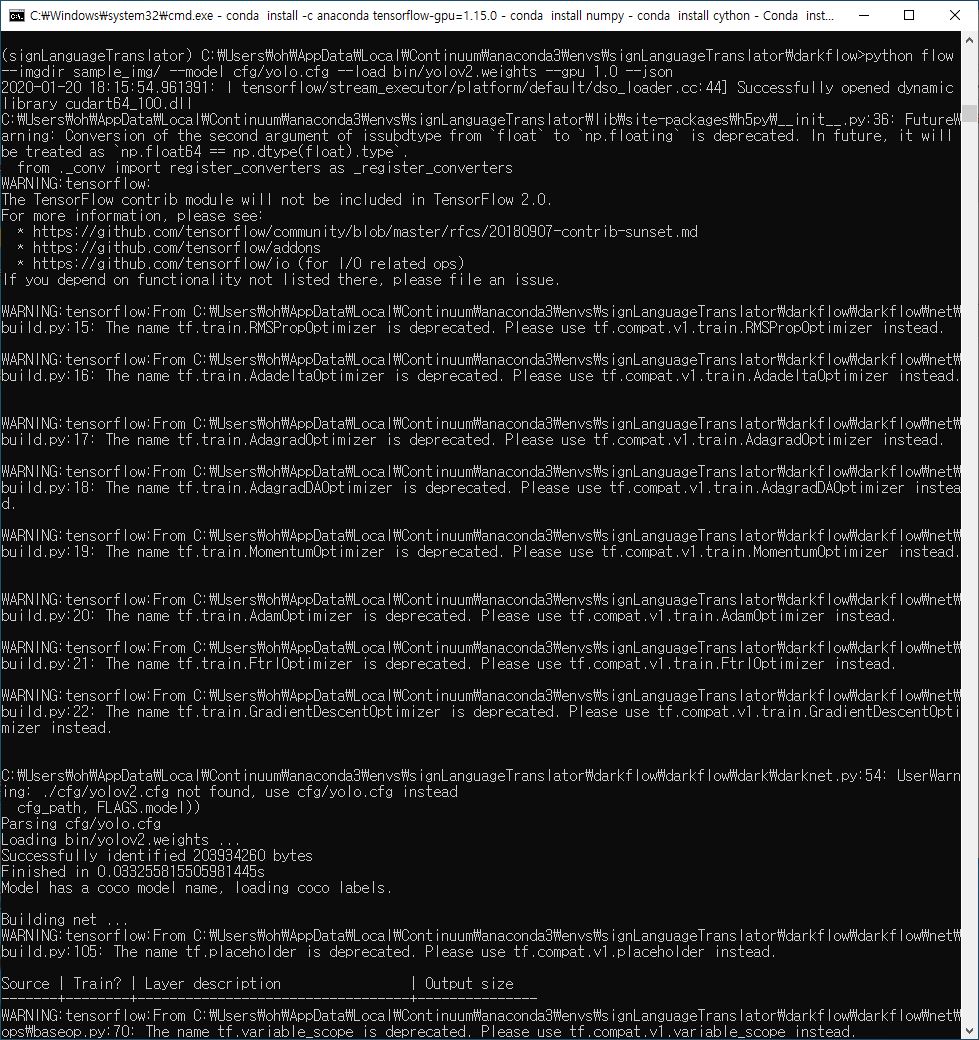 C:\Windows\system32\cmd.exe - conda  install -c anaconda tensorflow-gpu=1.15.0 - conda  install numpy - conda  install cython - Conda  inst...
(signLanguageTranslator) C:₩Users₩oh₩AppData₩Local₩Continuum₩anaconda3₩envs₩signLanguageTranslator₩darkflow>python flow
--imgdir sample_img/ --model cfg/yolo.cfg --load bin/yolov2.weights --gpu 1.0 --json
2020-01-20 18:15:54.961391: I tensorflow/stream_executor/platform/default/dso_loader.cc:44] Successfully opened dynamic
library cudart64_100.dll
C:₩Users₩oh₩AppData₩Local₩Continuum₩anaconda3₩envs₩signLanguageTranslator₩lib₩site-packages₩h5py₩__init__.py:36: FutureW
arning: Conversion of the second argument of issubdtype from `float` to `np.floating` is deprecated. In future, it will
be treated as `np.float64 == np.dtype(float).type`.
  from ._conv import register_converters as _register_converters
WARNING:tensorflow:
The TensorFlow contrib module will not be included in TensorFlow 2.0.
For more information, please see:
  * https://github.com/tensorflow/community/blob/master/rfcs/20180907-contrib-sunset.md
  * https://github.com/tensorflow/addons
  * https://github.com/tensorflow/io (for I/O related ops)
If you depend on functionality not listed there, please file an issue.
WARNING:tensorflow:From C:₩Users₩oh₩AppData₩Local₩Continuum₩anaconda3₩envs₩signLanguageTranslator₩darkflow₩darkflow₩net₩
build.py:15: The name tf.train.RMSPropOptimizer is deprecated. Please use tf.compat.v1.train.RMSPropOptimizer instead.
WARNING:tensorflow:From C:₩Users₩oh₩AppData₩Local₩Continuum₩anaconda3₩envs₩signLanguageTranslator₩darkflow₩darkflow₩net₩
build.py:16: The name tf.train.AdadeltaOptimizer is deprecated. Please use tf.compat.v1.train.AdadeltaOptimizer instead.
WARNING:tensorflow:From C:₩Users₩oh₩AppData₩Local₩Continuum₩anaconda3₩envs₩signLanguageTranslator₩darkflow₩darkflow₩net₩
build.py:17: The name tf.train.AdagradOptimizer is deprecated. Please use tf.compat.v1.train.AdagradOptimizer instead.
WARNING:tensorflow:From C:₩Users₩oh₩AppData₩Local₩Continuum₩anaconda3₩envs₩signLanguageTranslator₩darkflow₩darkflow₩net₩
build.py:18: The name tf.train.AdagradDAOptimizer is deprecated. Please use tf.compat.v1.train.AdagradDAOptimizer instea
d.
WARNING:tensorflow:From C:₩Users₩oh₩AppData₩Local₩Continuum₩anaconda3₩envs₩signLanguageTranslator₩darkflow₩darkflow₩net₩
build.py:19: The name tf.train.MomentumOptimizer is deprecated. Please use tf.compat.v1.train.MomentumOptimizer instead.
WARNING:tensorflow:From C:₩Users₩oh₩AppData₩Local₩Continuum₩anaconda3₩envs₩signLanguageTranslator₩darkflow₩darkflow₩net₩
build.py:20: The name tf.train.AdamOptimizer is deprecated. Please use tf.compat.v1.train.AdamOptimizer instead.
WARNING:tensorflow:From C:₩Users₩oh₩AppData₩Local₩Continuum₩anaconda3₩envs₩signLanguageTranslator₩darkflow₩darkflow₩net₩
build.py:21: The name tf.train.FtrlOptimizer is deprecated. Please use tf.compat.v1.train.FtrlOptimizer instead.
WARNING:tensorflow:From C:₩Users₩oh₩AppData₩Local₩Continuum₩anaconda3₩envs₩signLanguageTranslator₩darkflow₩darkflow₩net₩
build.py:22: The name tf.train.GradientDescentOptimizer is deprecated. Please use tf.compat.v1.train.GradientDescentOpti
mizer instead.
C:₩Users₩oh₩AppData₩Local₩Continuum₩anaconda3₩envs₩signLanguageTranslator₩darkflow₩darkflow₩dark₩darknet.py:54: UserWarn
ing: ./cfg/yolov2.cfg not found, use cfg/yolo.cfg instead
  cfg_path, FLAGS.model))
Parsing cfg/yolo.cfg
Loading bin/yolov2.weights ...
Successfully identified 203934260 bytes
Finished in 0.033255815505981445s
Model has a coco model name, loading coco labels.
Building net ...
WARNING:tensorflow:From C:₩Users₩oh₩AppData₩Local₩Continuum₩anaconda3₩envs₩signLanguageTranslator₩darkflow₩darkflow₩net₩
build.py:105: The name tf.placeholder is deprecated. Please use tf.compat.v1.placeholder instead.
Source | Train? | Layer description                | Output size
-------+--------+----------------------------------+---------------
WARNING:tensorflow:From C:₩Users₩oh₩AppData₩Local₩Continuum₩anaconda3₩envs₩signLanguageTranslator₩darkflow₩darkflow₩net₩
ops₩baseop.py:70: The name tf.variable_scope is deprecated. Please use tf.compat.v1.variable_scope instead.